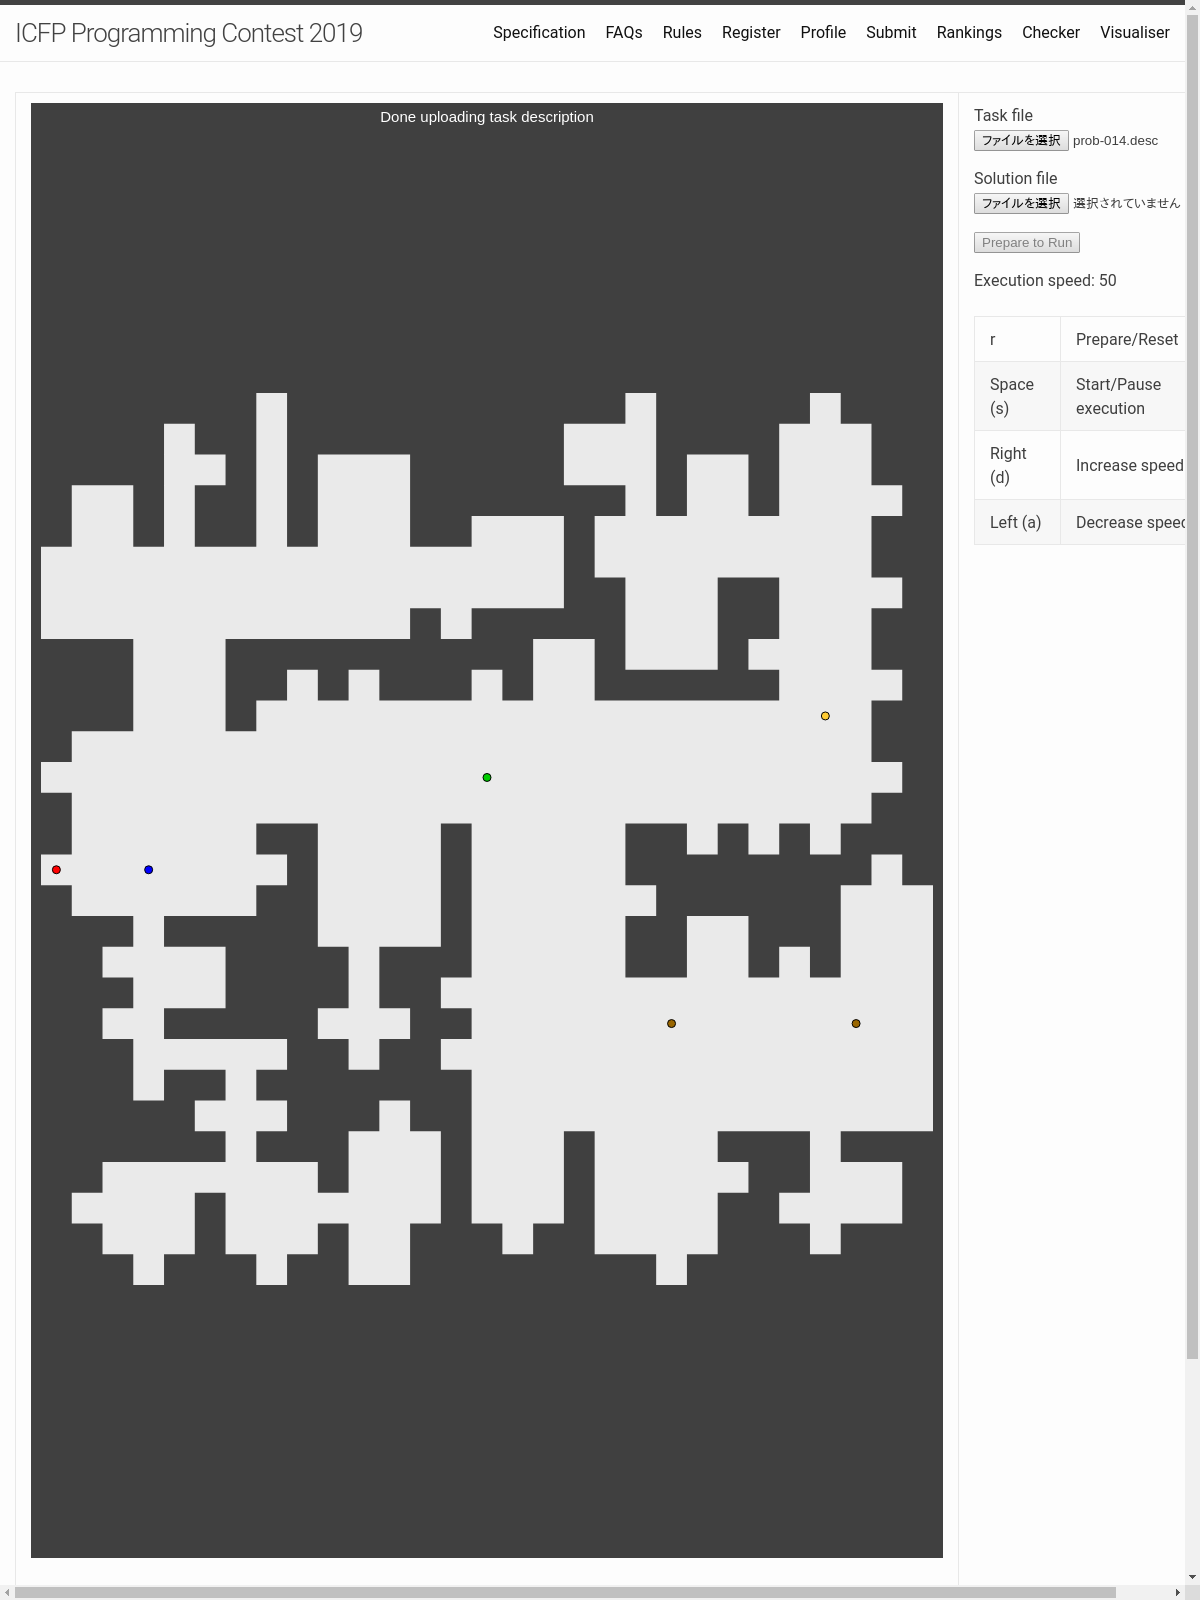 ICFP Programming Contest 2019
Specification FAQs Rules Register Profile Submit Rankings Checker Visualiser
Done uploading task description
Task file
ファイルを選択 prob-014.desc
Solution file
ファイルを選択 選択されていません
Prepare to Run
Execution speed: 50
r Prepare/Reset
Space (s) Start/Pause execution
Right (d) Increase speed
Left (a) Decrease speed